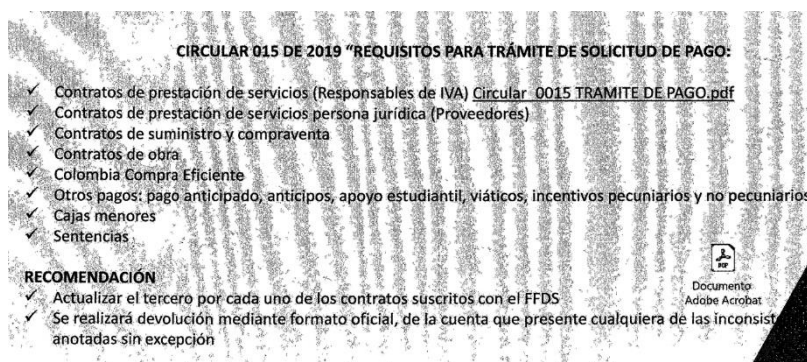 CIRCULAR 015 DE 2019 "REQUISITOS PARA TRÁMITE DE SOLICITUD DE PAGO:
✓ Contratos de prestación de servicios (Responsables de IVA) Circular 0015 TRAMITE DE PAGO.pdf
✓ Contratos de prestación de servicios persona jurídica (Proveedores)
✓ Contratos de suministro y compraventa
✓ Contratos de obra
✓ Colombia Compra Eficiente
✓ Otros pagos: pago anticipado, anticipos, apoyo estudiantil, viáticos, incentivos pecuniarios y no pecuniarios
✓ Cajas menores
✓ Sentencias
RECOMENDACIÓN
PDF
Documento
Adobe Acrobat
✓ Actualizar el tercero por cada uno de los contratos suscritos con el FFDS
✓ Se realizará devolución mediante formato oficial, de la cuenta que presente cualquiera de las
anotadas sin excepción